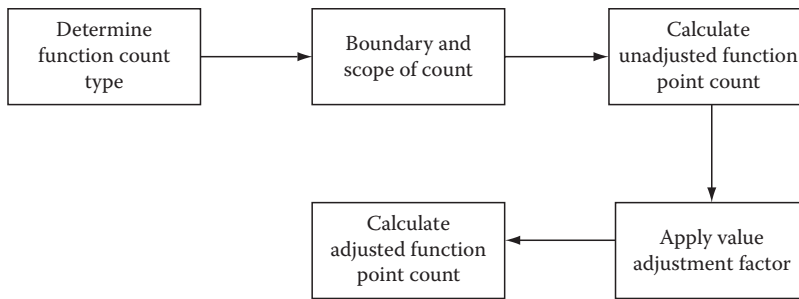 Determine
function count
type
Boundary and
scope of count
Calculate
unadjusted function
point count
Apply value
adjustment factor
Calculate
adjusted function
point count